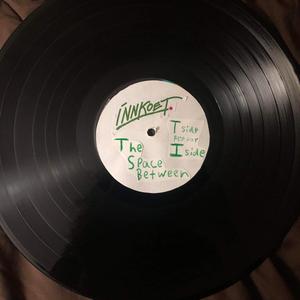 INNKOET.
The
Space
Between
T side
I side